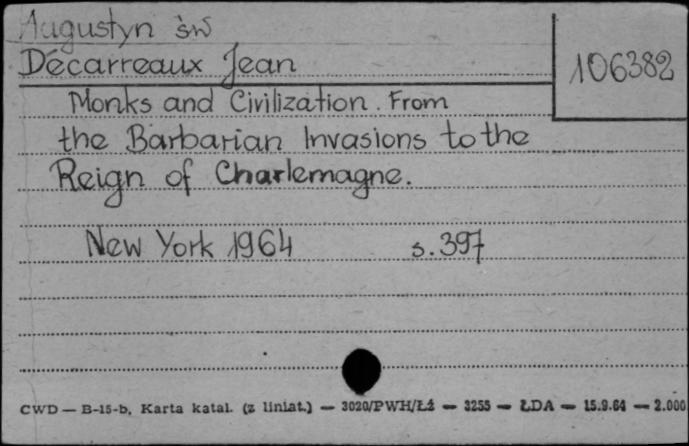 Augustyn św
Décarreaux Jean
106382
Monks and Civilization. From
the Barbarian Invasions to the
Reign of Charlemagne.
New York 1964 s. 397
CWD — B-15-b, Karta katal. (z liniat.) — 3020/PWH/Łź — 3255 — ŁDA — 15.9.64 — 2.000